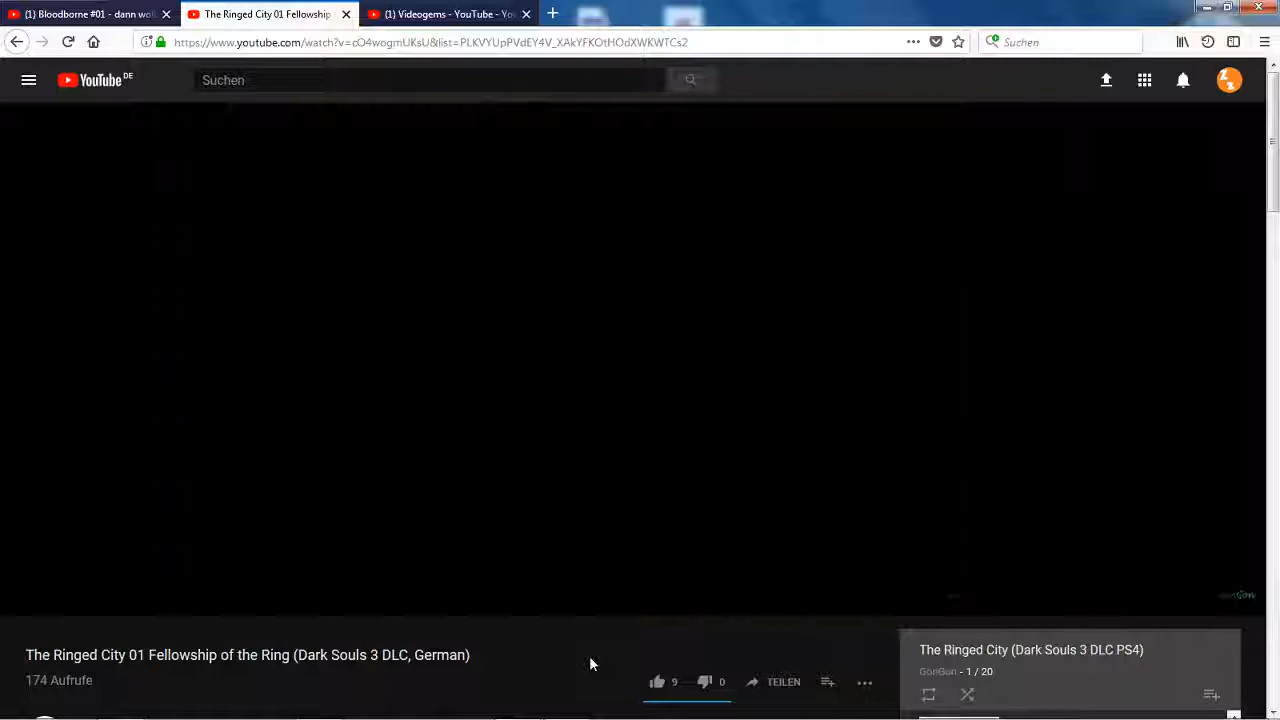 (1) Bloodborne #01 - dann wol
The Ringed City 01 Fellowship
(1) Videogems - YouTube - Yo
https://www.youtube.com/watch?v=cO4wogmUKsU&list=PLKVYUpPVdEY4V_XAkYFKOtHOdXWKWTCs2
Suchen
YouTube DE
Suchen
The Ringed City 01 Fellowship of the Ring (Dark Souls 3 DLC, German)
174 Aufrufe
9
0
TEILEN
The Ringed City (Dark Souls 3 DLC PS4)
GonGun - 1 / 20